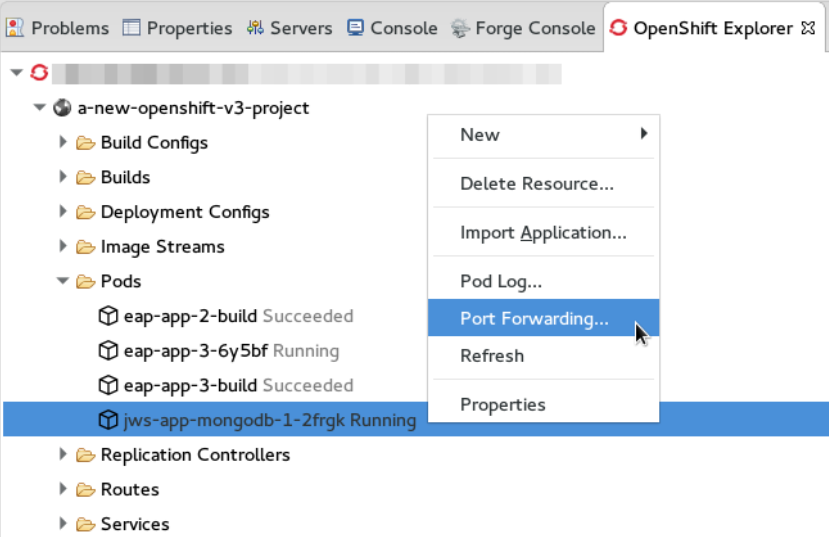 Problems Properties Servers Console Forge Console OpenShift Explorer
a-new-openshift-v3-project
Build Configs
Builds
Deployment Configs
Image Streams
Pods
eap-app-2-build Succeeded
eap-app-3-6y5bf Running
eap-app-3-build Succeeded
jws-app-mongodb-1-2frgk Running
Replication Controllers
Routes
Services
New
Delete Resource...
Import Application...
Pod Log...
Port Forwarding...
Refresh
Properties